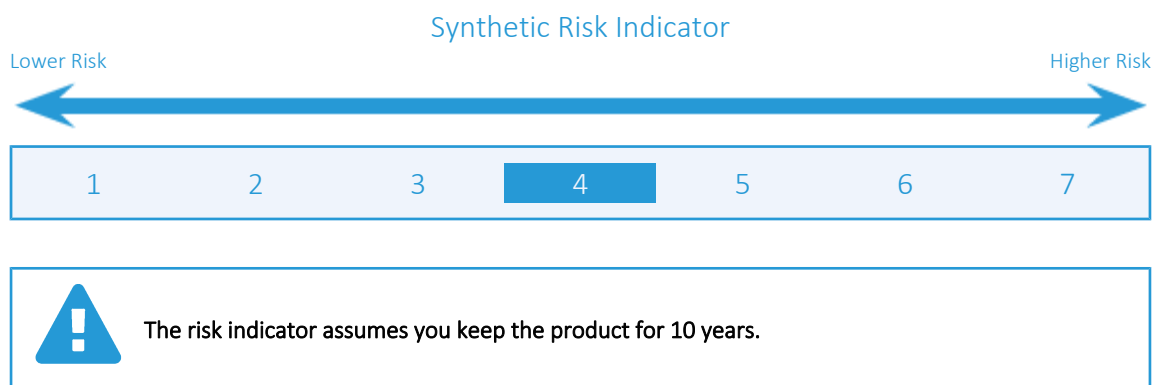 Synthetic Risk Indicator
Lower Risk Higher Risk
1 2 3 4 5 6 7
The risk indicator assumes you keep the product for 10 years.